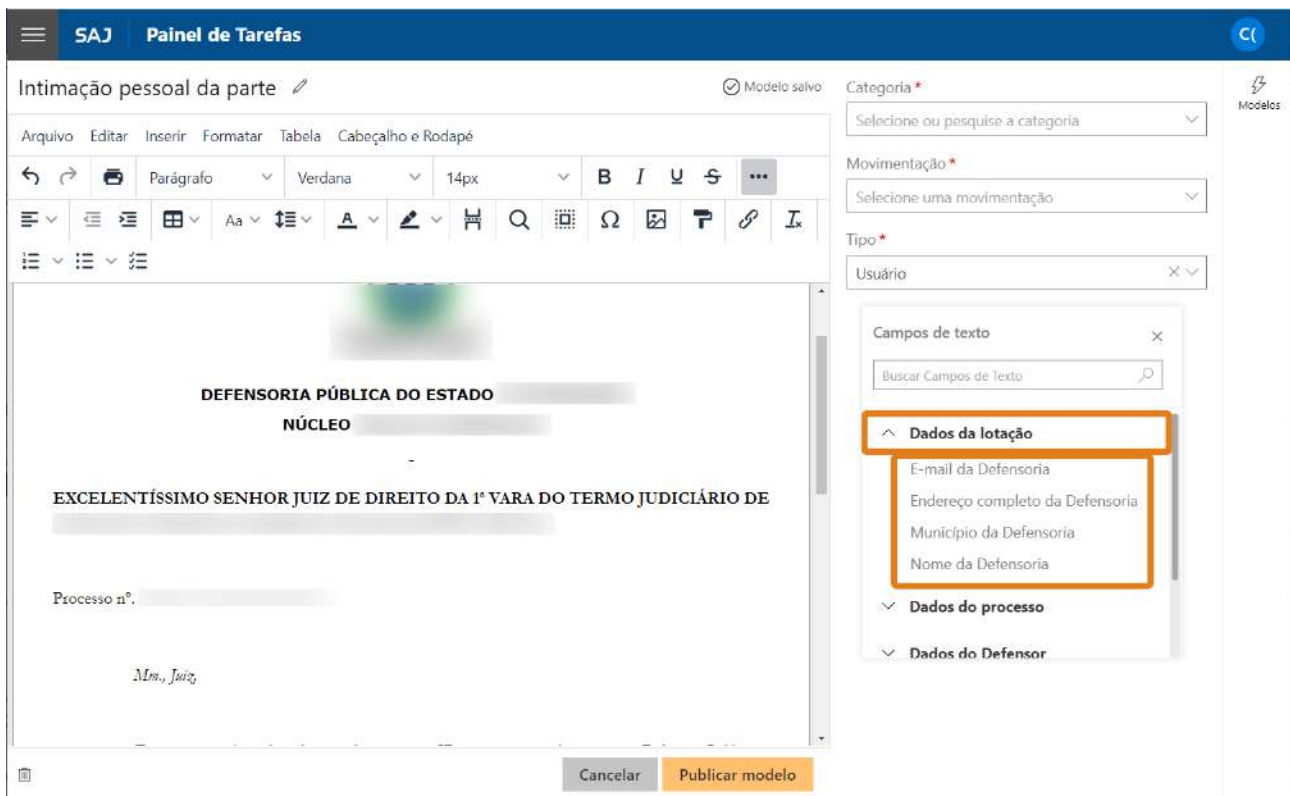 SAJ Painel de Tarefas C(
Intimação pessoal da parte
Modelo salvo
Arquivo Editar Inserir Formatar Tabela Cabeçalho e Rodapé
Parágrafo Verdana 14px B I U S ...
Aa A Ω
DEFENSORIA PÚBLICA DO ESTADO
NÚCLEO
-
EXCELENTÍSSIMO SENHOR JUIZ DE DIREITO DA 1ª VARA DO TERMO JUDICIÁRIO DE
Processo nº.
Mm., Juiz,
Cancelar Publicar modelo
Categoria *
Selecione ou pesquise a categoria
Movimentação *
Selecione uma movimentação
Tipo *
Usuário
Campos de texto
Buscar Campos de Texto
Dados da lotação
E-mail da Defensoria
Endereço completo da Defensoria
Município da Defensoria
Nome da Defensoria
Dados do processo
Dados do Defensor
Modelos